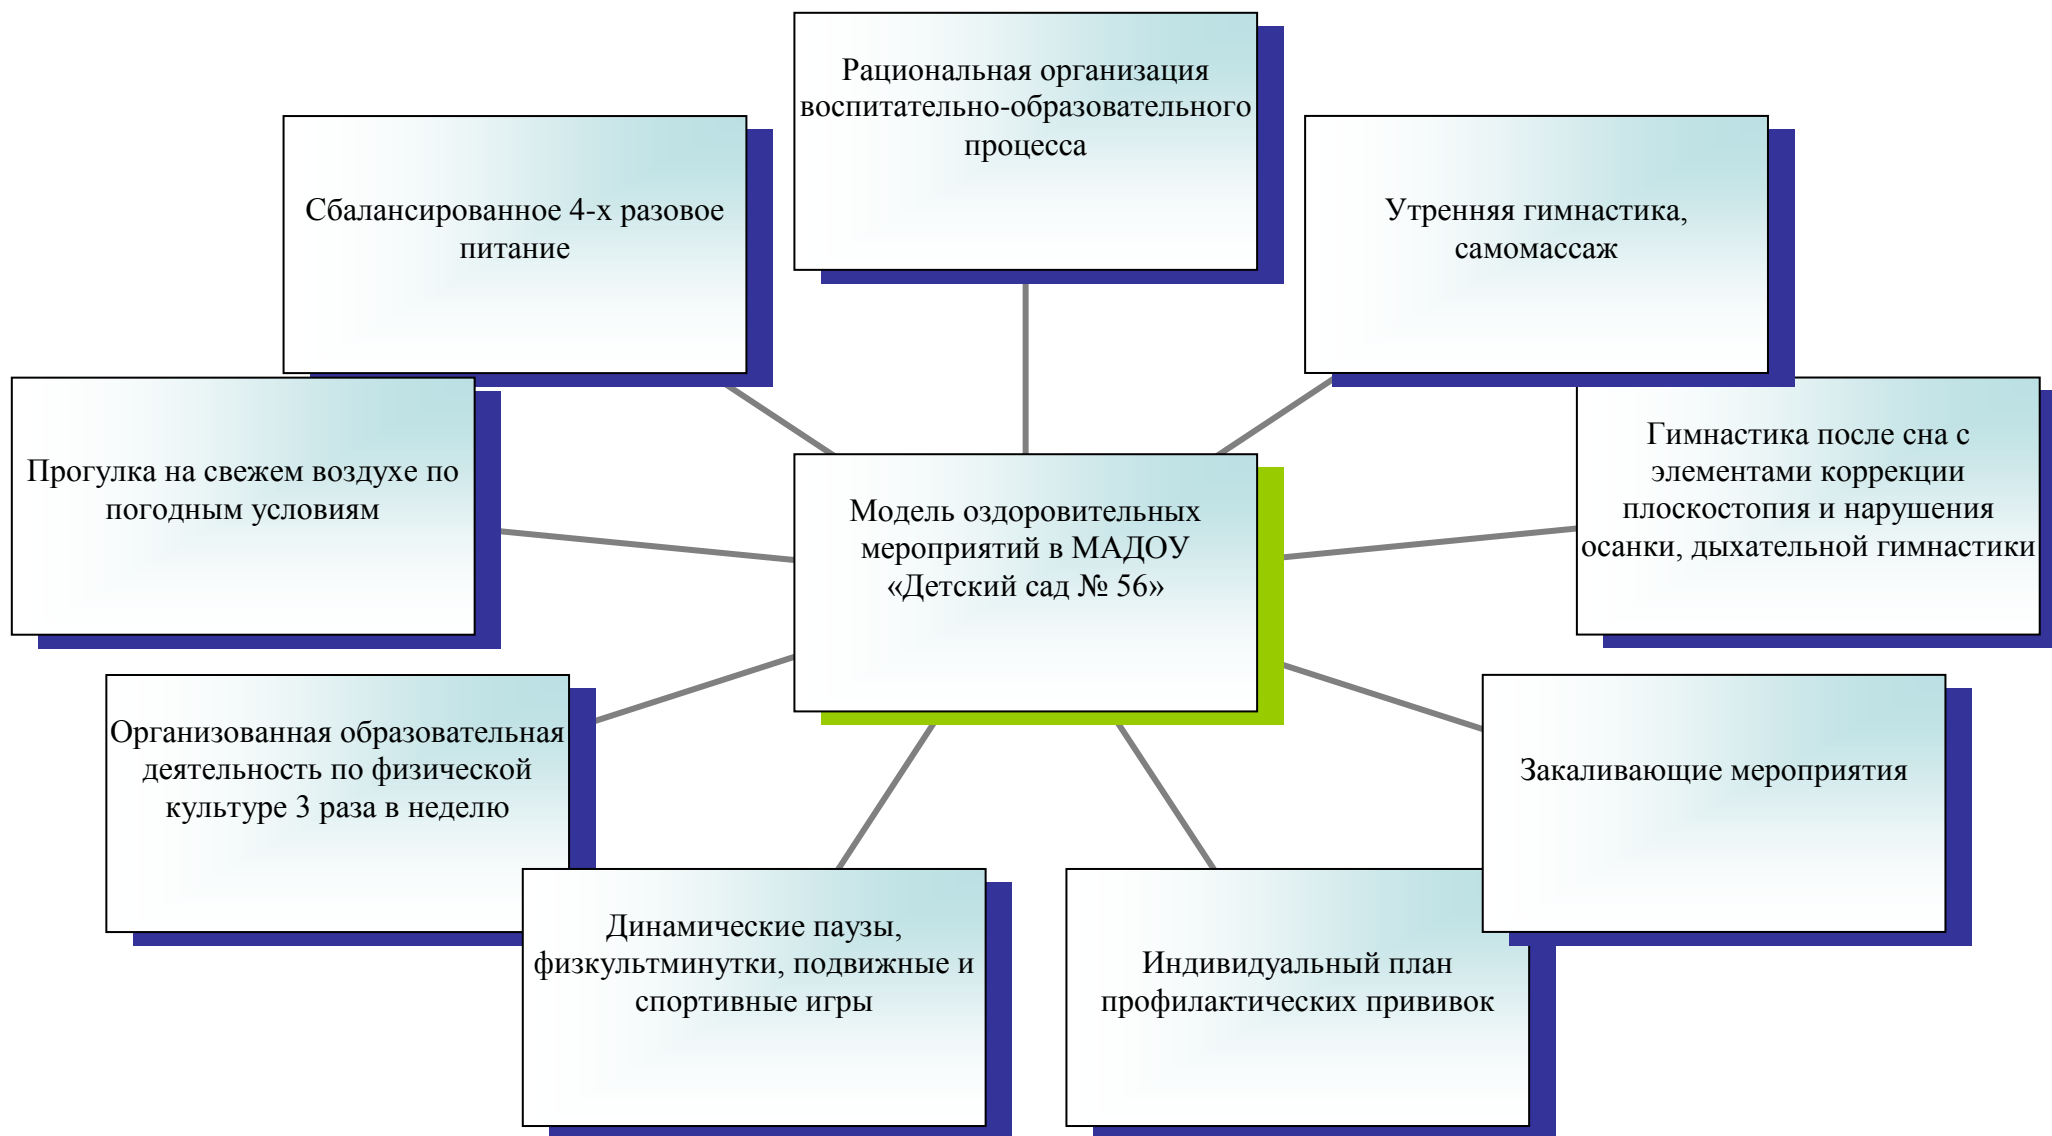 Рациональная организация
воспитательно-образовательного
процесса
Сбалансированное 4-х разовое
питание
Утренняя гимнастика,
самомассаж
Прогулка на свежем воздухе по
погодным условиям
Модель оздоровительных
мероприятий в МАДОУ
«Детский сад № 56»
Гимнастика после сна с
элементами коррекции
плоскостопия и нарушения
осанки, дыхательной гимнастики
Организованная образовательная
деятельность по физической
культуре 3 раза в неделю
Закаливающие мероприятия
Динамические паузы,
физкультминутки, подвижные и
спортивные игры
Индивидуальный план
профилактических прививок